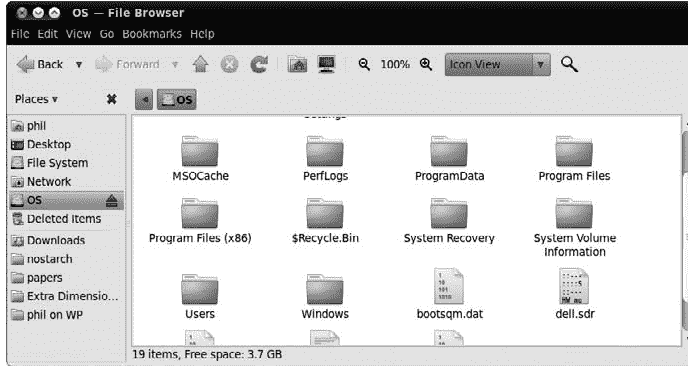 OS — File Browser
File Edit View Go Bookmarks Help
Back Forward 100% Icon View
Places OS
phil
Desktop
File System
Network
OS
Deleted Items
Downloads
nostarch
papers
Extra Dimensio...
phil on WP
Settings
MSOCache PerfLogs ProgramData Program Files
Program Files (x86) $Recycle.Bin System Recovery System Volume
Information
Users Windows bootsqm.dat dell.sdr
19 items, Free space: 3.7 GB